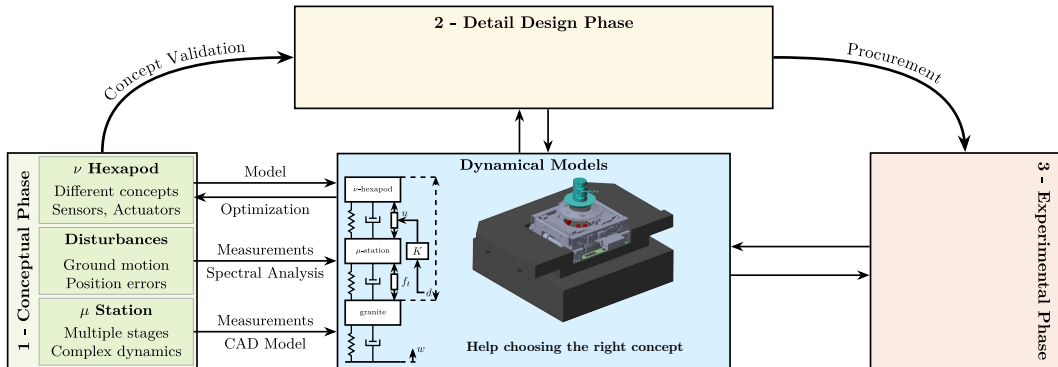 2 - Detail Design Phase
Concept Validation
Procurement
1 - Conceptual Phase
ν Hexapod
Different concepts
Sensors, Actuators
Disturbances
Ground motion
Position errors
μ Station
Multiple stages
Complex dynamics
Model
Optimization
Measurements
Spectral Analysis
Measurements
CAD Model
Dynamical Models
ν-hexapod
y
μ-station
K
f_t
d
granite
w
Help choosing the right concept
3 - Experimental Phase